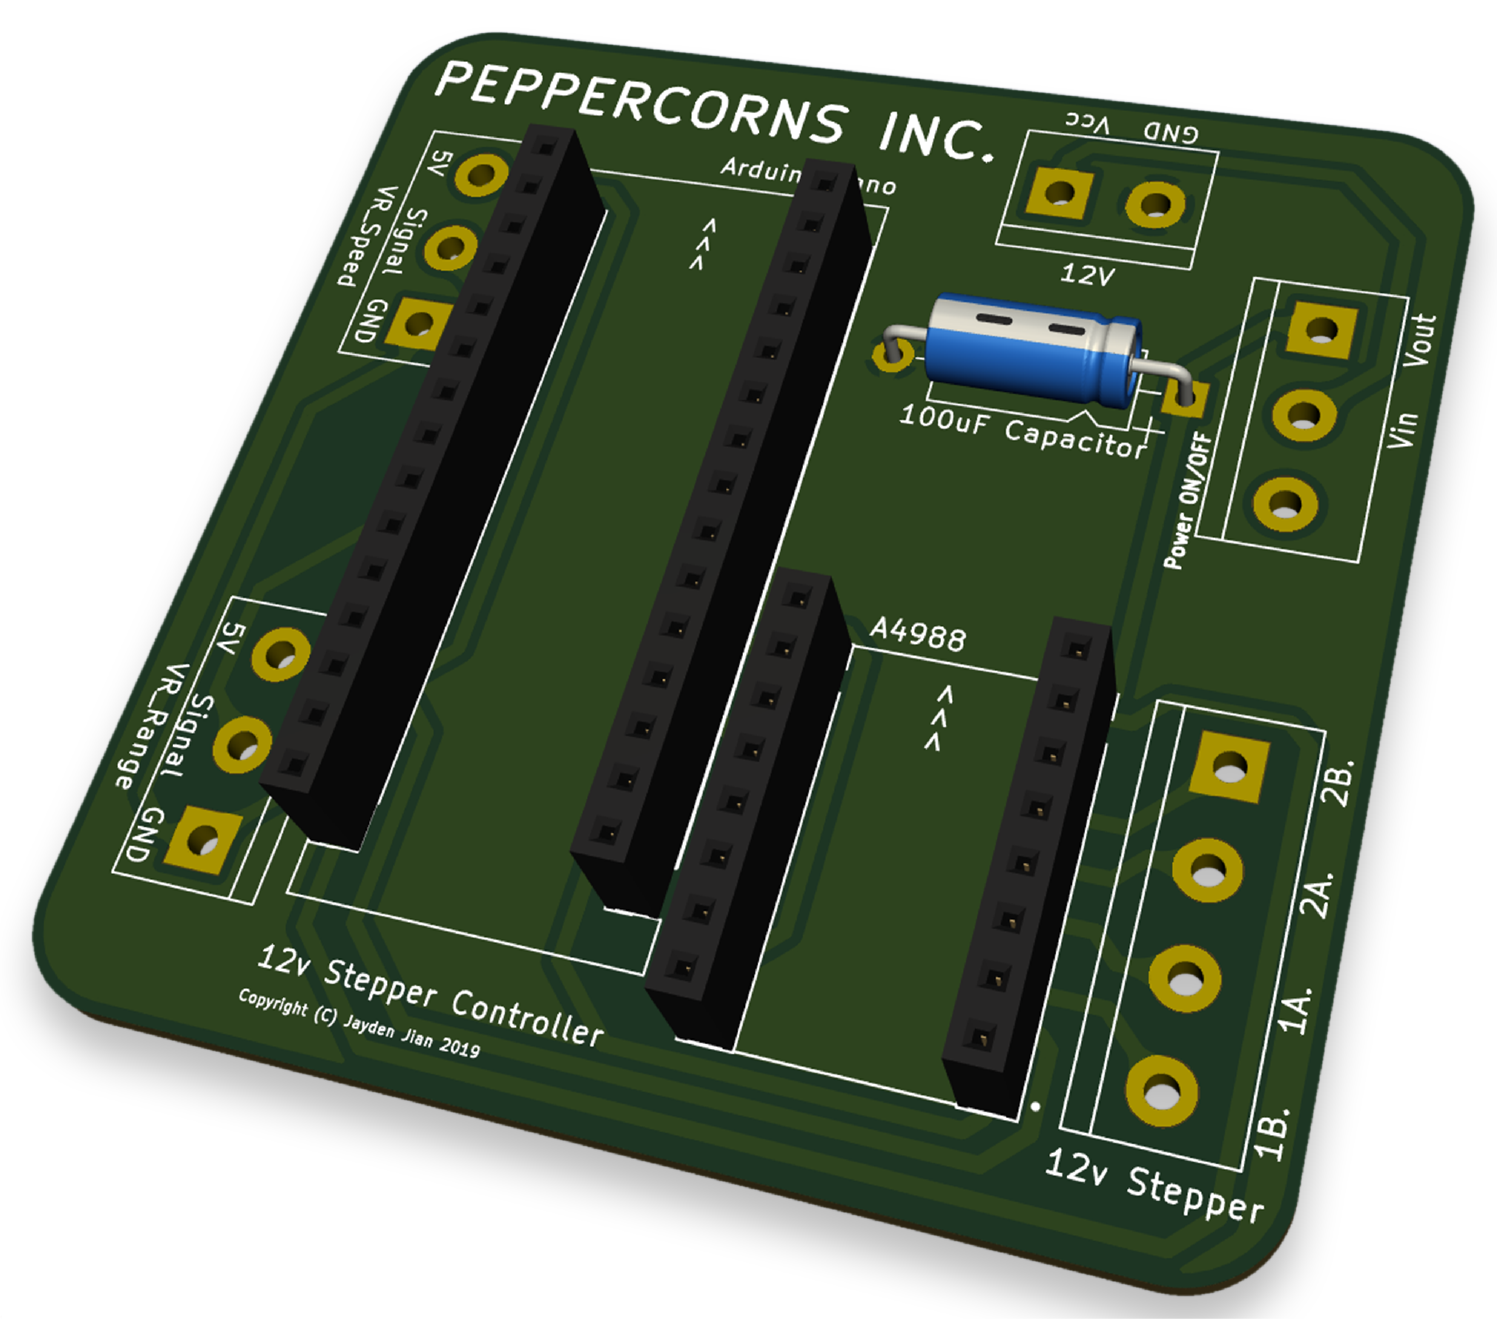 PEPPERCORNS INC.
Vcc GND
12V
5V
Signal
GND
VR_Speed
Arduin no
^
^
^
Vout
Vin
Power ON/OFF
100uF Capacitor
+
5V
Signal
GND
VR_Range
A4988
^
^
^
2B.
2A.
1A.
1B.
12v Stepper
12v Stepper Controller
Copyright (C) Jayden Jian 2019